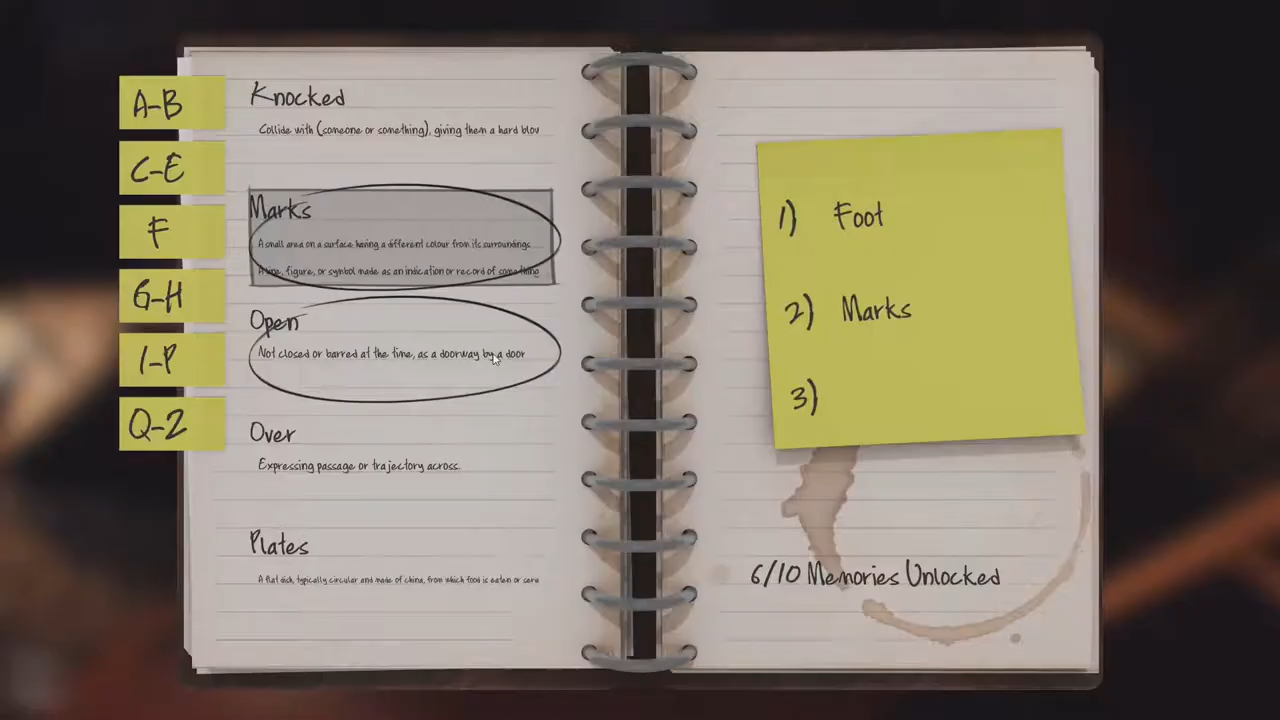 A-B
C-E
F
G-H
I-P
Q-Z
Knocked
Collide with (someone or something), giving them a hard blow
Marks
A small area on a surface having a different colour from its surroundings
A line, figure, or symbol made as an indication or record of something
Open
Not closed or barred at the time, as a doorway by a door
Over
Expressing passage or trajectory across.
Plates
A flat dish, typically circular and made of china, from which food is eaten or
1) Foot
2) Marks
3)
6/10 Memories Unlocked